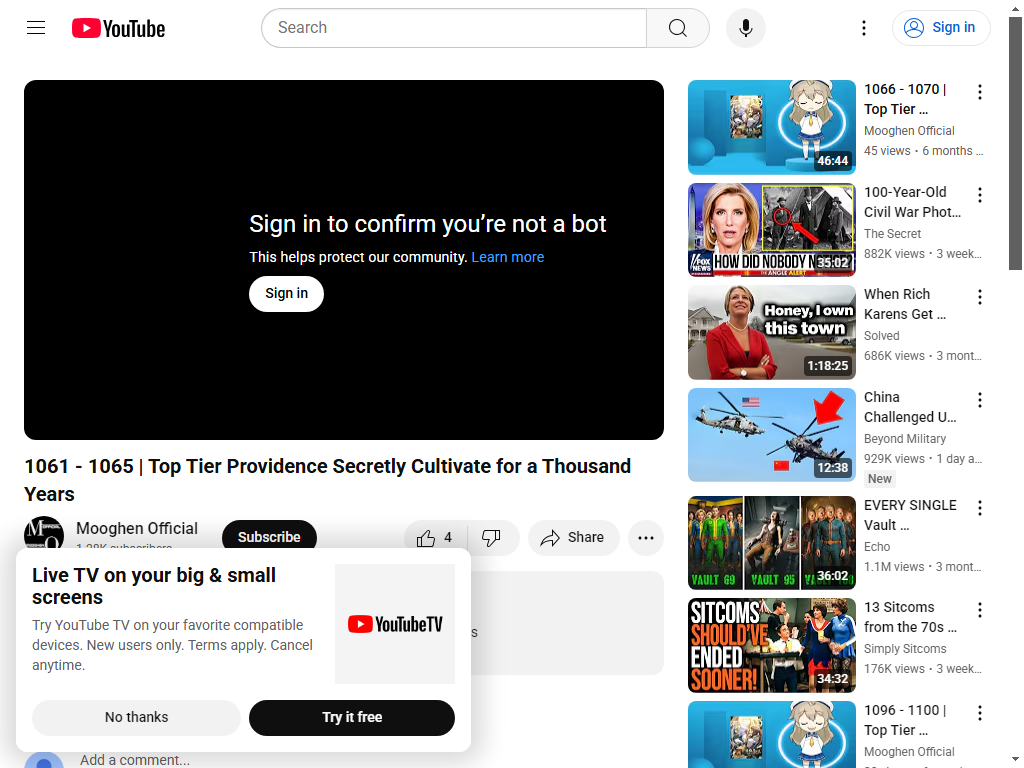 YouTube
Search
Sign in
Sign in to confirm you're not a bot
This helps protect our community. Learn more
Sign in
1061 - 1065 | Top Tier Providence Secretly Cultivate for a Thousand
Years
Mooghen Official
Subscribe
4
Share
Live TV on your big & small
screens
Try YouTube TV on your favorite compatible
devices. New users only. Terms apply. Cancel
anytime.
YouTubeTV
No thanks
Try it free
Add a comment...
46:44
1066 - 1070 |
Top Tier ...
Mooghen Official
45 views • 6 months ...
FOX
NEWS
HOW DID NOBODY NOTICE?
THE ANGLE ALERT
35:02
100-Year-Old
Civil War Phot...
The Secret
882K views • 3 week...
Honey, I own
this town
1:18:25
When Rich
Karens Get ...
Solved
686K views • 3 mont...
12:38
China
Challenged U...
Beyond Military
929K views • 1 day a...
New
VAULT 69
VAULT 95
36:02
EVERY SINGLE
Vault ...
Echo
1.1M views • 3 mont...
SITCOMS
SHOULD'VE
ENDED
SOONER!
34:32
13 Sitcoms
from the 70s ...
Simply Sitcoms
176K views • 3 week...
1096 - 1100 |
Top Tier ...
Mooghen Official